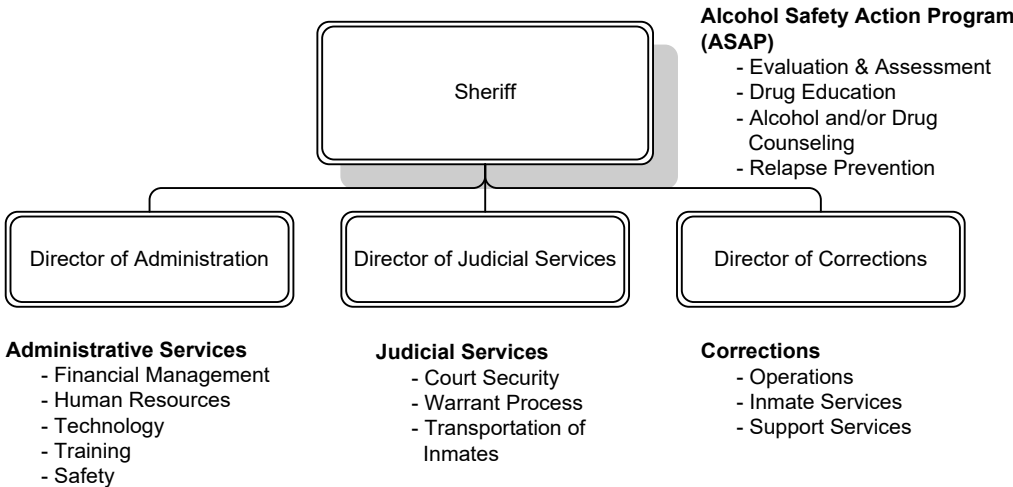 Sheriff
Alcohol Safety Action Program
(ASAP)
- Evaluation & Assessment
- Drug Education
- Alcohol and/or Drug
Counseling
- Relapse Prevention
Director of Administration
Director of Judicial Services
Director of Corrections
Administrative Services
- Financial Management
- Human Resources
- Technology
- Training
- Safety
Judicial Services
- Court Security
- Warrant Process
- Transportation of
Inmates
Corrections
- Operations
- Inmate Services
- Support Services